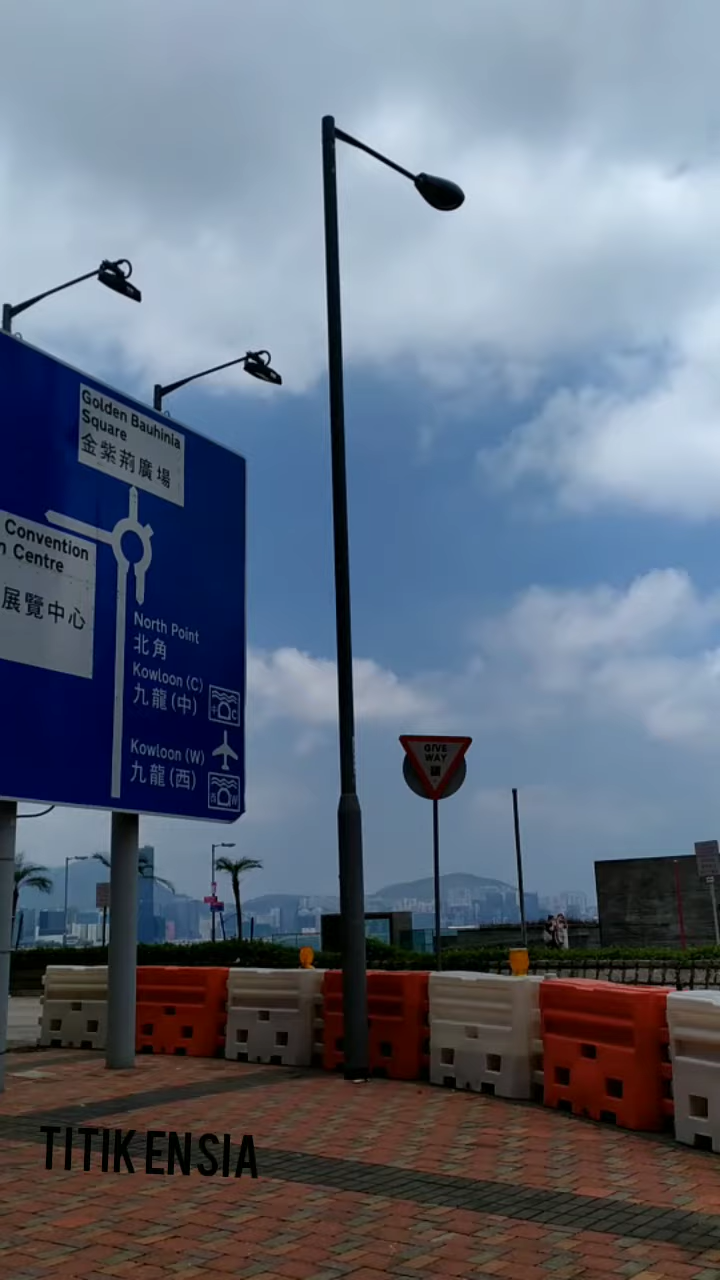 Golden Bauhinia
Square
金紫荊廣場
Convention
Centre
展覽中心
North Point
北角
Kowloon (C)
九龍(中)
Kowloon (W)
九龍(西)
GIVE
WAY
TITIK ENSIA